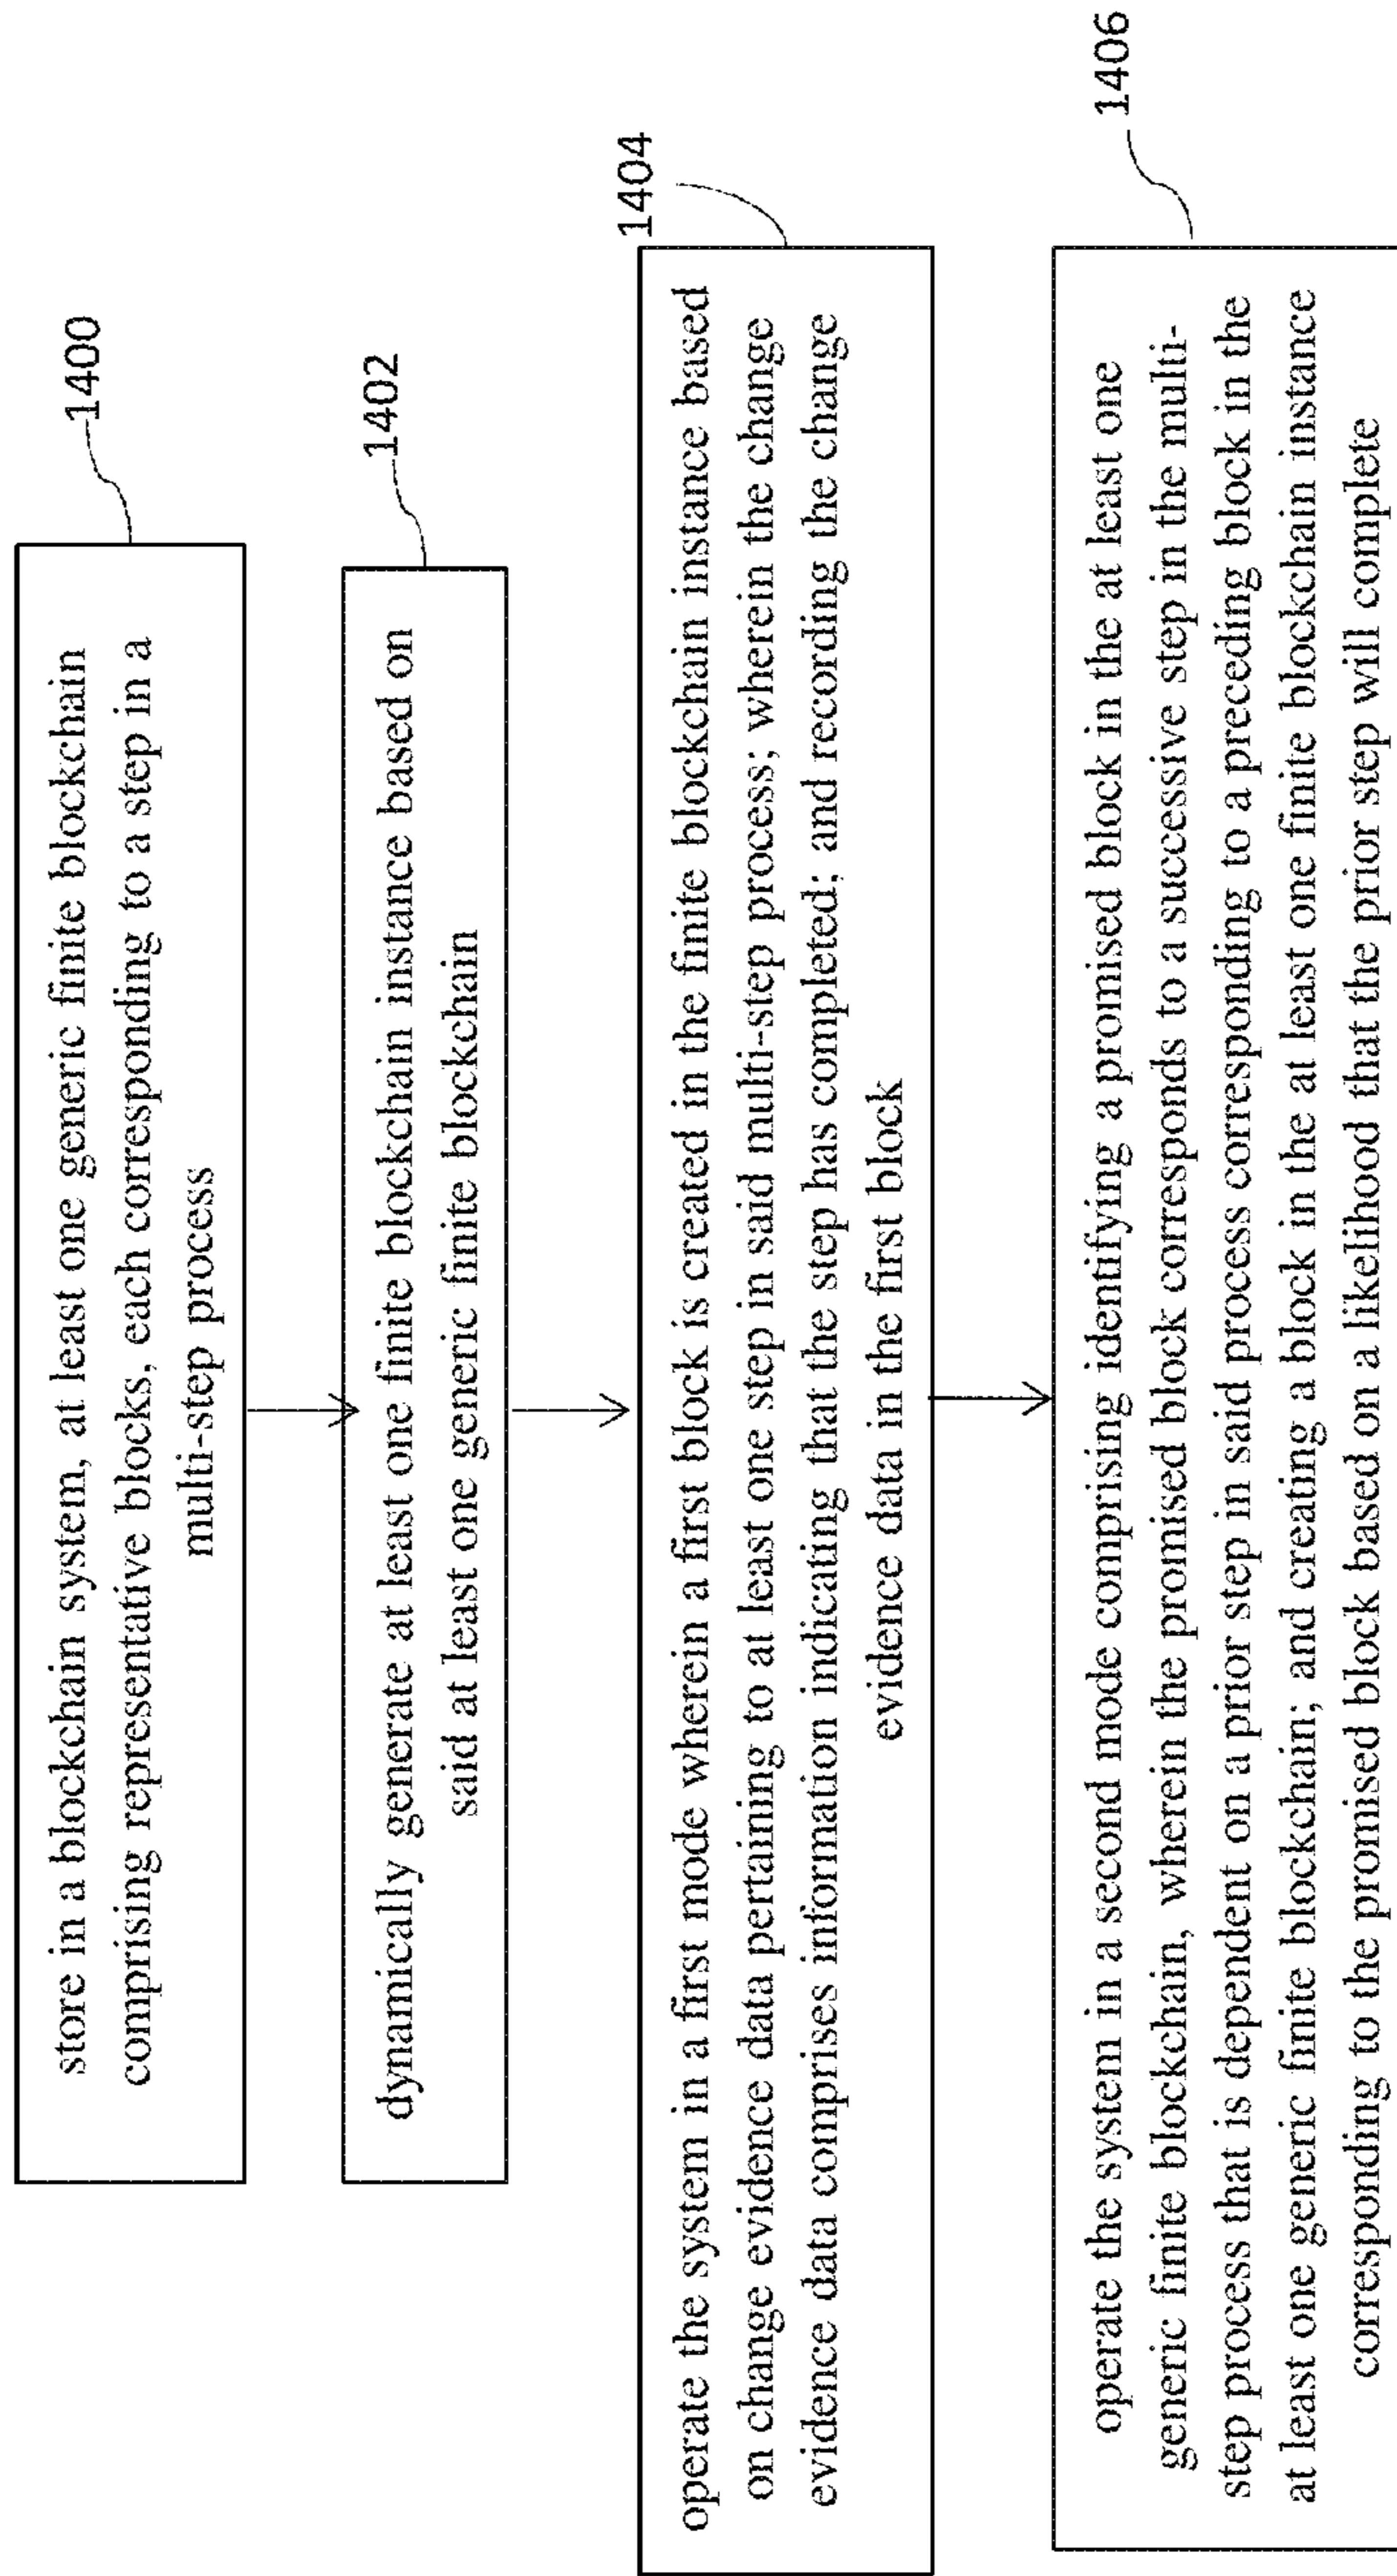 store in a blockchain system, at least one generic finite blockchain
comprising representative blocks, each corresponding to a step in a
multi-step process
1400
dynamically generate at least one finite blockchain instance based on
said at least one generic finite blockchain
1402
operate the system in a first mode wherein a first block is created in the finite blockchain instance based
on change evidence data pertaining to at least one step in said multi-step process; wherein the change
evidence data comprises information indicating that the step has completed; and recording the change
evidence data in the first block
1404
operate the system in a second mode comprising identifying a promised block in the at least one
generic finite blockchain, wherein the promised block corresponds to a successive step in the multi-
step process that is dependent on a prior step in said process corresponding to a preceding block in the
at least one generic finite blockchain; and creating a block in the at least one finite blockchain instance
corresponding to the promised block based on a likelihood that the prior step will complete
1406